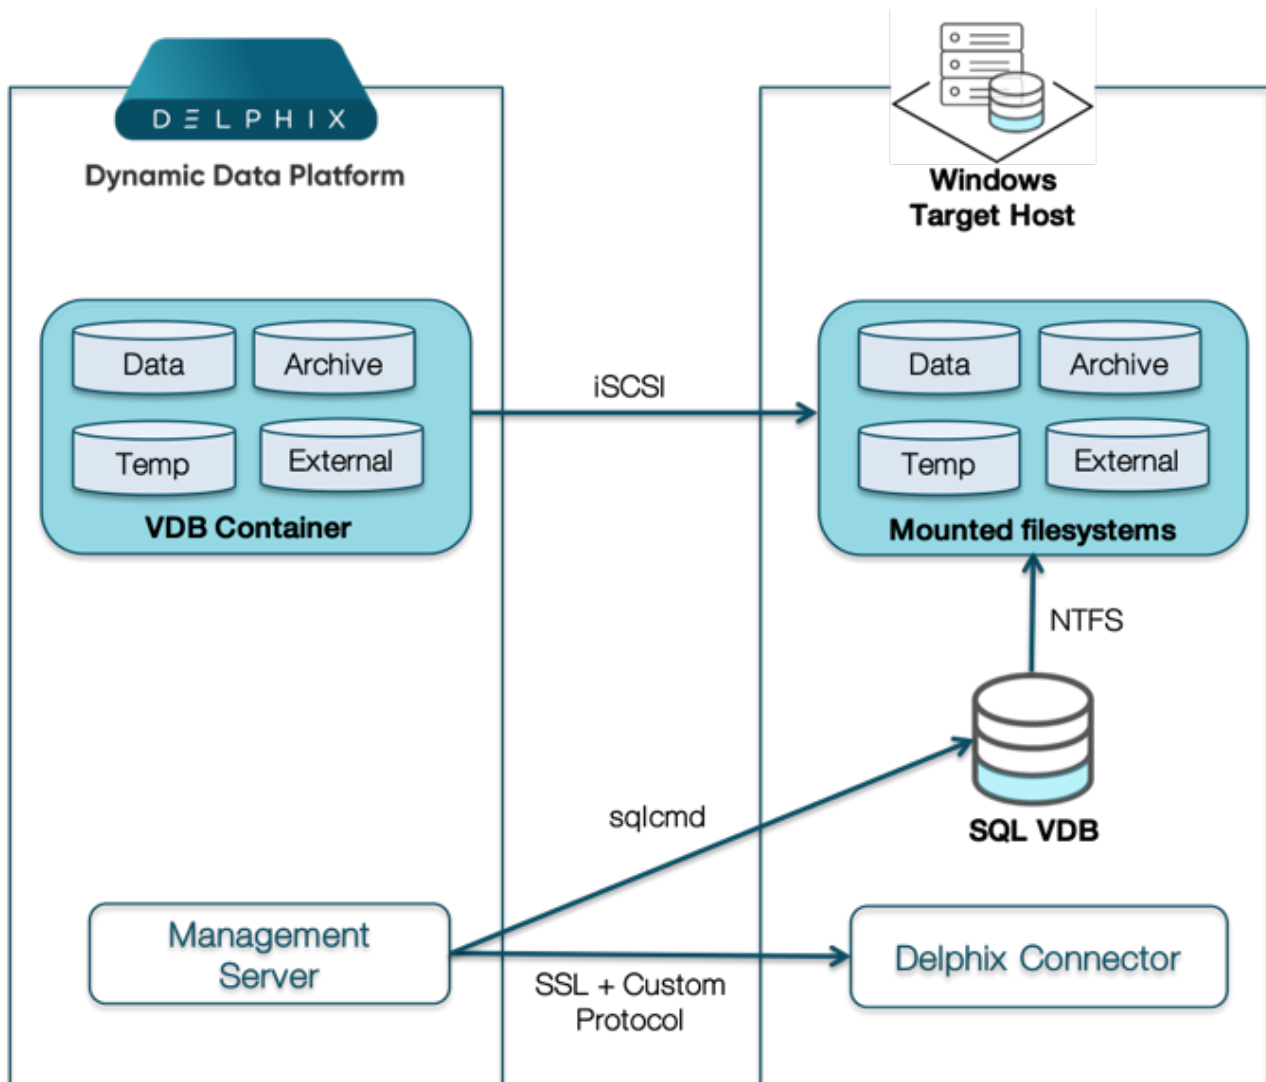 DELPHIX
Dynamic Data Platform
Windows
Target Host
Data
Archive
Temp
External
VDB Container
iSCSI
Data
Archive
Temp
External
Mounted filesystems
NTFS
SQL VDB
sqlcmd
Management
Server
SSL + Custom
Protocol
Delphix Connector